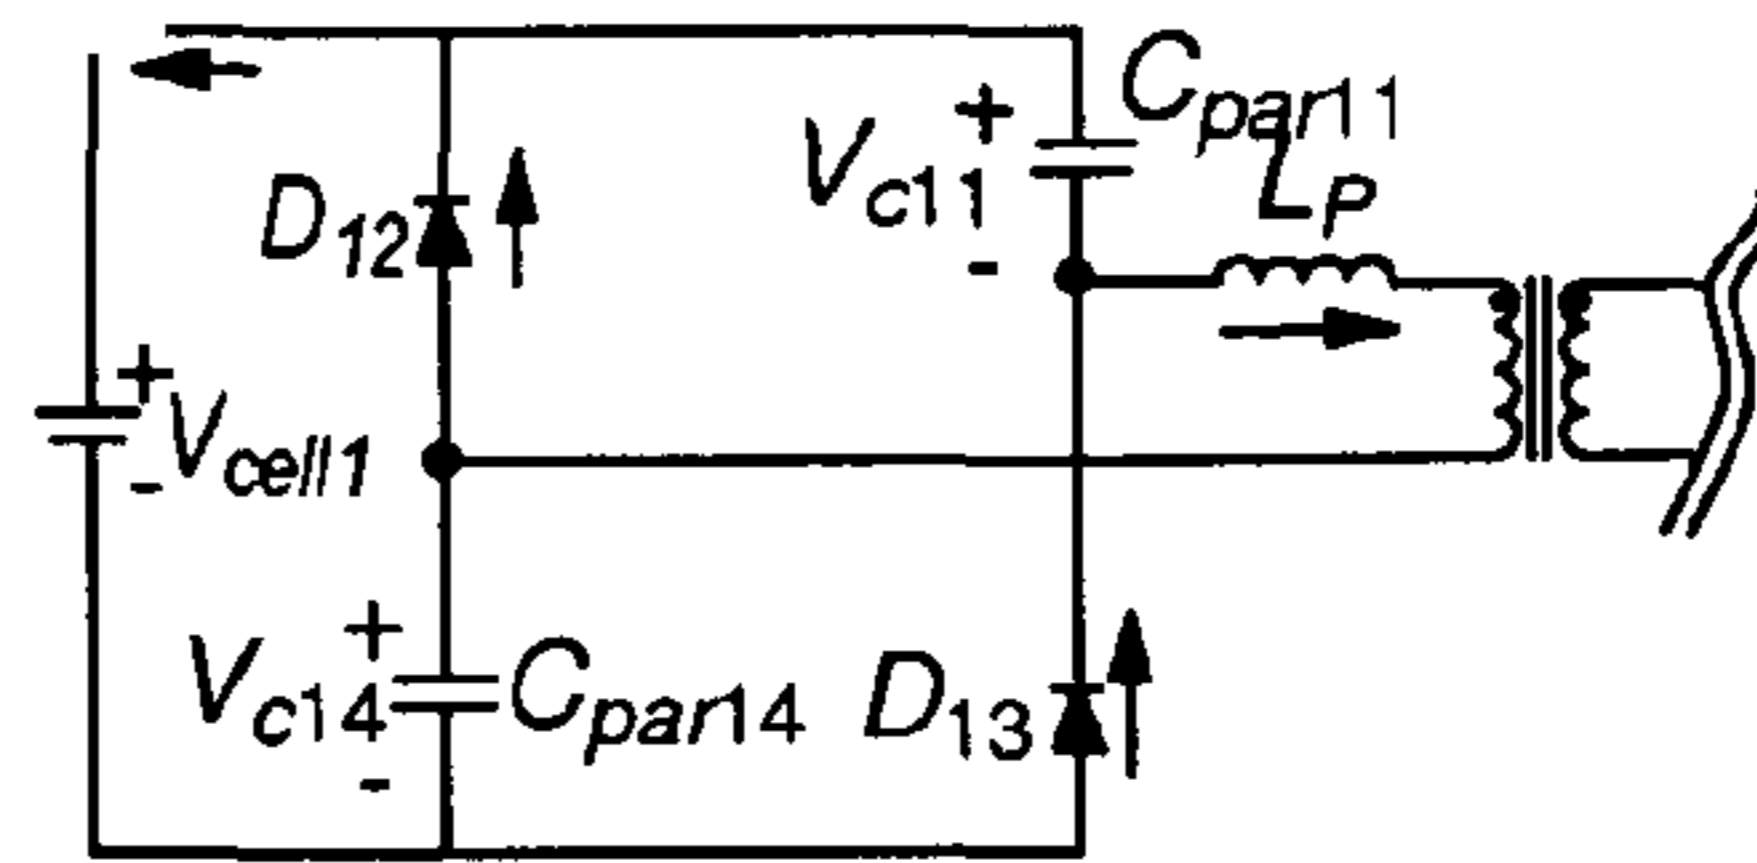 Cpar11
+
Vc11
-
LP
D12
+
Vcell1
-
+
Vc14
-
Cpar14
D13